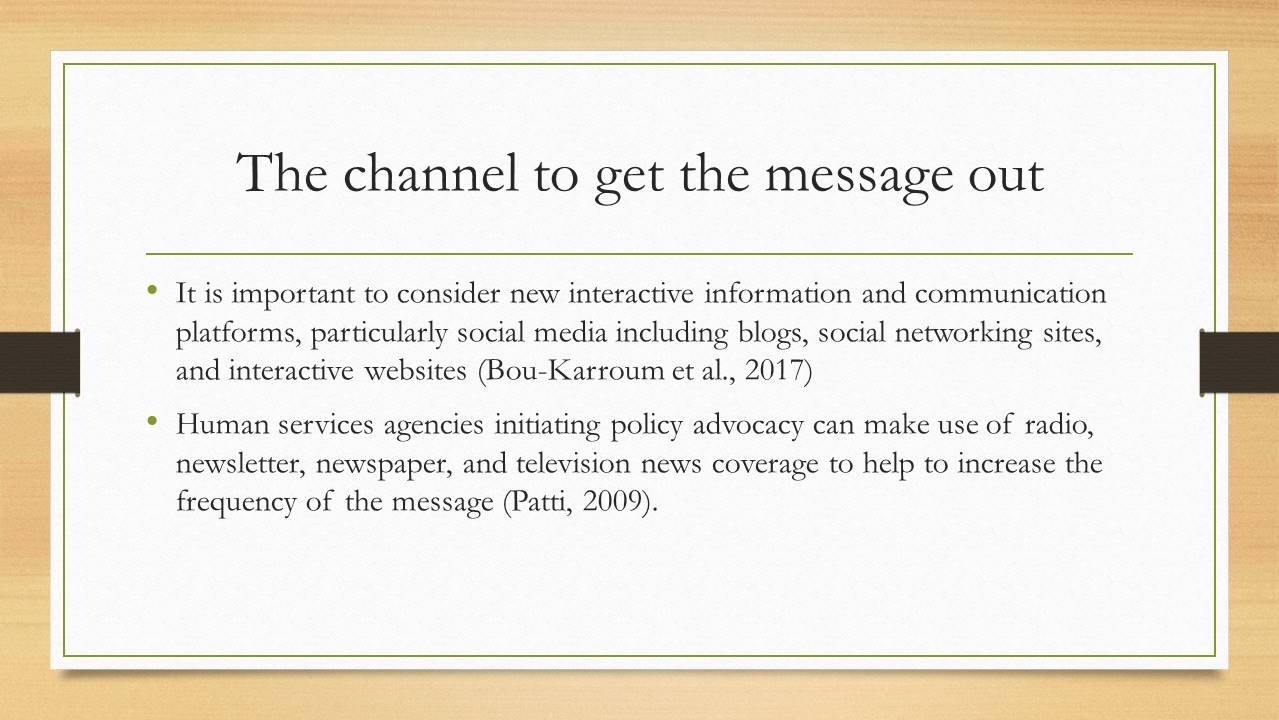 The channel to get the message out
• It is important to consider new interactive information and communication
platforms, particularly social media including blogs, social networking sites,
and interactive websites (Bou-Karroum et al., 2017)
• Human services agencies initiating policy advocacy can make use of radio,
newsletter, newspaper, and television news coverage to help to increase the
frequency of the message (Patti, 2009).